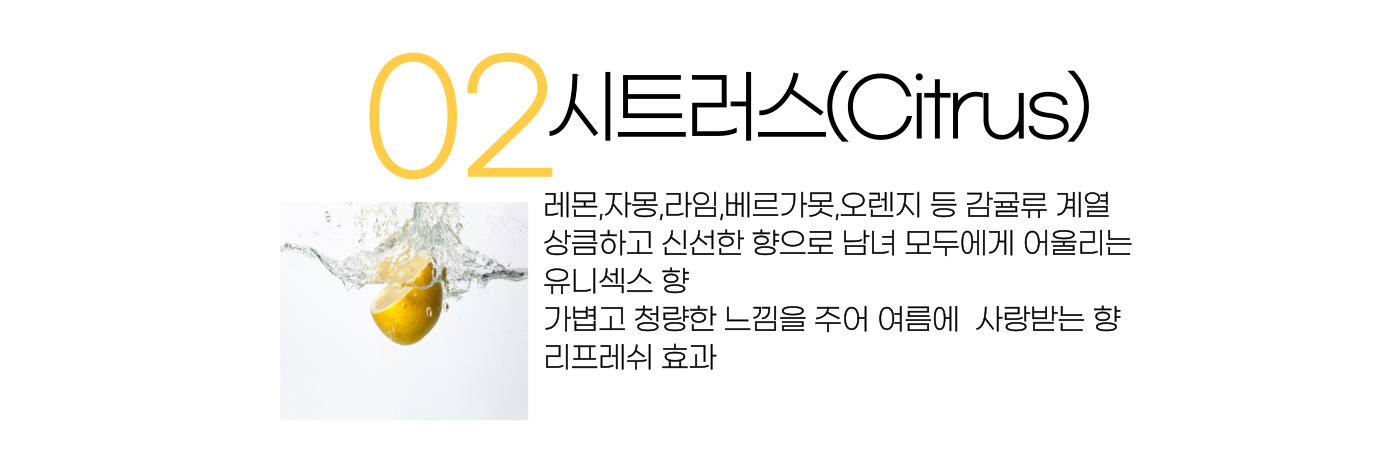 02 시트러스(Citrus)
레몬,자몽,라임,베르가못,오렌지 등 감귤류 계열
상큼하고 신선한 향으로 남녀 모두에게 어울리는
유니섹스 향
가볍고 청량한 느낌을 주어 여름에  사랑받는 향
리프레쉬 효과